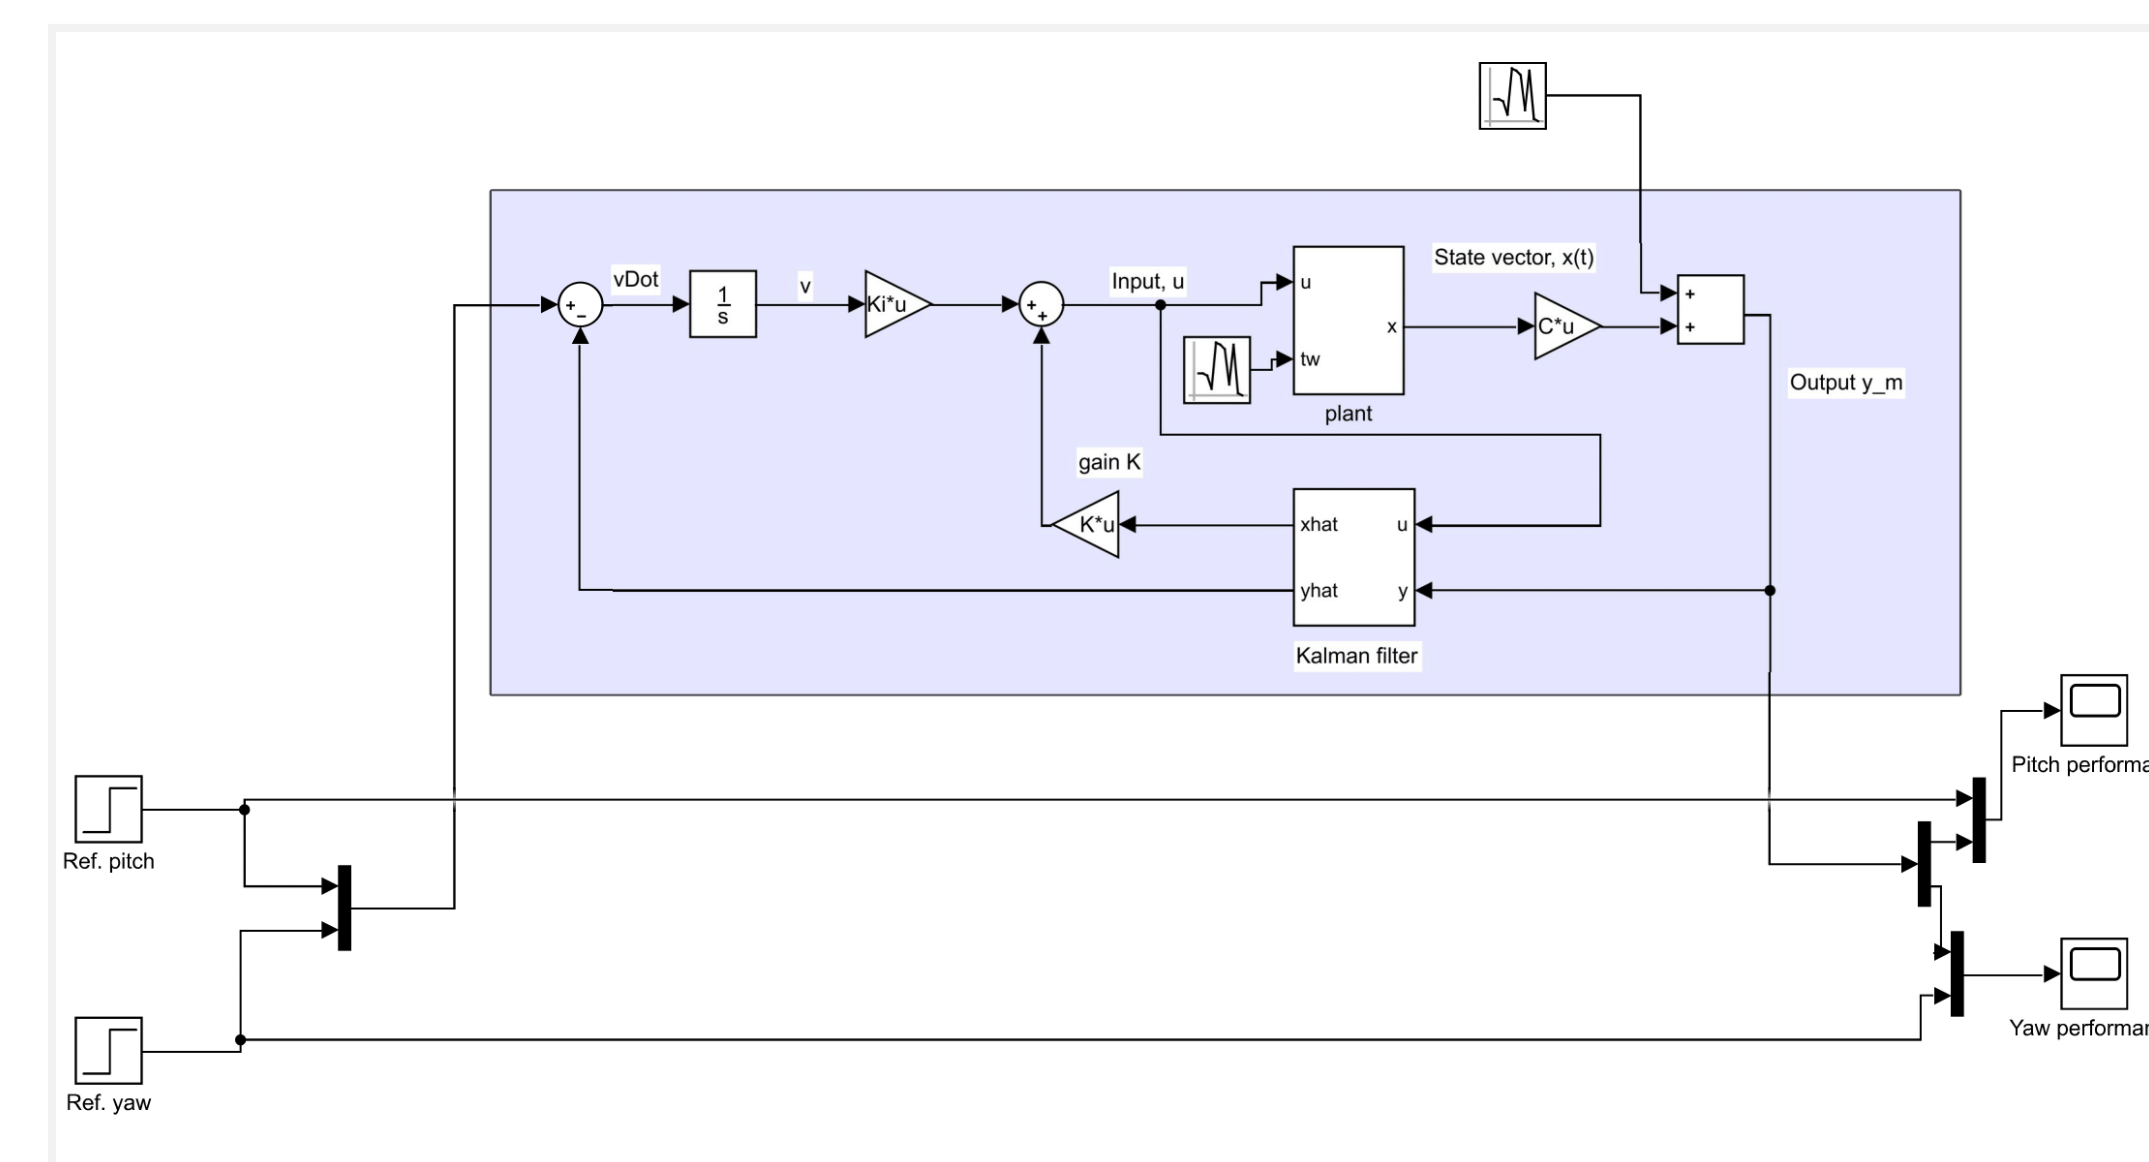 vDot
1
s
v
Ki*u
Input, u
u
x
tw
plant
State vector, x(t)
C*u
+
+
+
−
+
+
Output y_m
gain K
K*u
xhat
u
yhat
y
Kalman filter
Ref. pitch
Ref. yaw
Pitch performa
Yaw performar